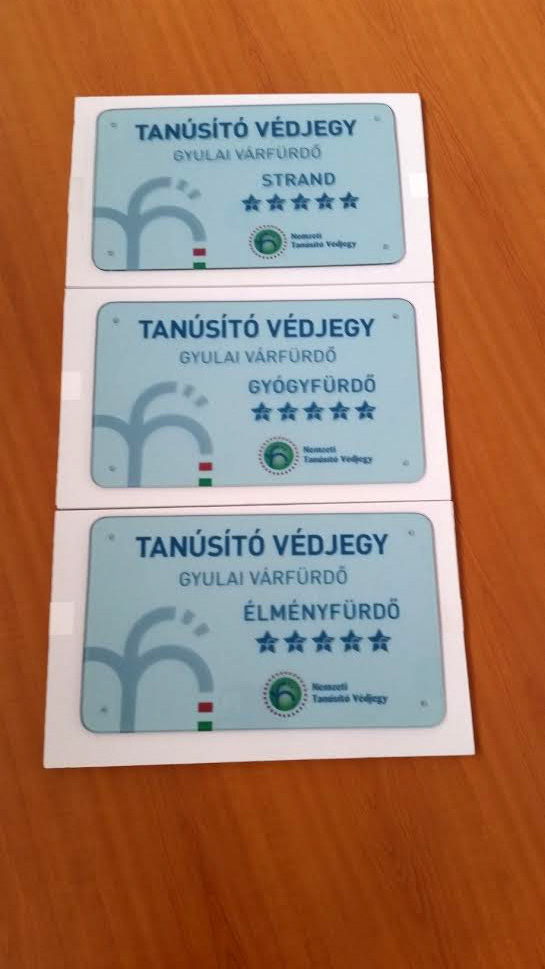 TANÚSÍTÓ VÉDJEGY
GYULAI VÁRFÜRDŐ
STRAND
Nemzeti
Tanúsító Védjegy
TANÚSÍTÓ VÉDJEGY
GYULAI VÁRFÜRDŐ
GYÓGYFÜRDŐ
Nemzeti
Tanúsító Védjegy
TANÚSÍTÓ VÉDJEGY
GYULAI VÁRFÜRDŐ
ÉLMÉNYFÜRDŐ
Nemzeti
Tanúsító Védjegy